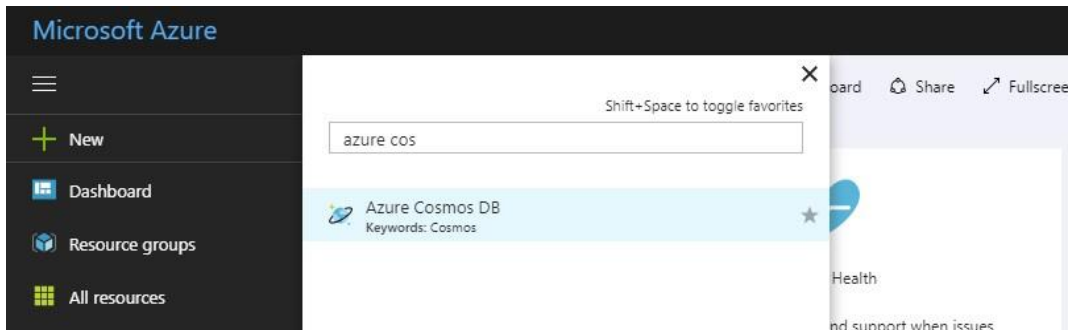 Microsoft Azure
oard Share Fullscree
Shift+Space to toggle favorites
New
azure cos
Dashboard
Azure Cosmos DB
Keywords: Cosmos
Resource groups
Health
All resources
nd support when issues